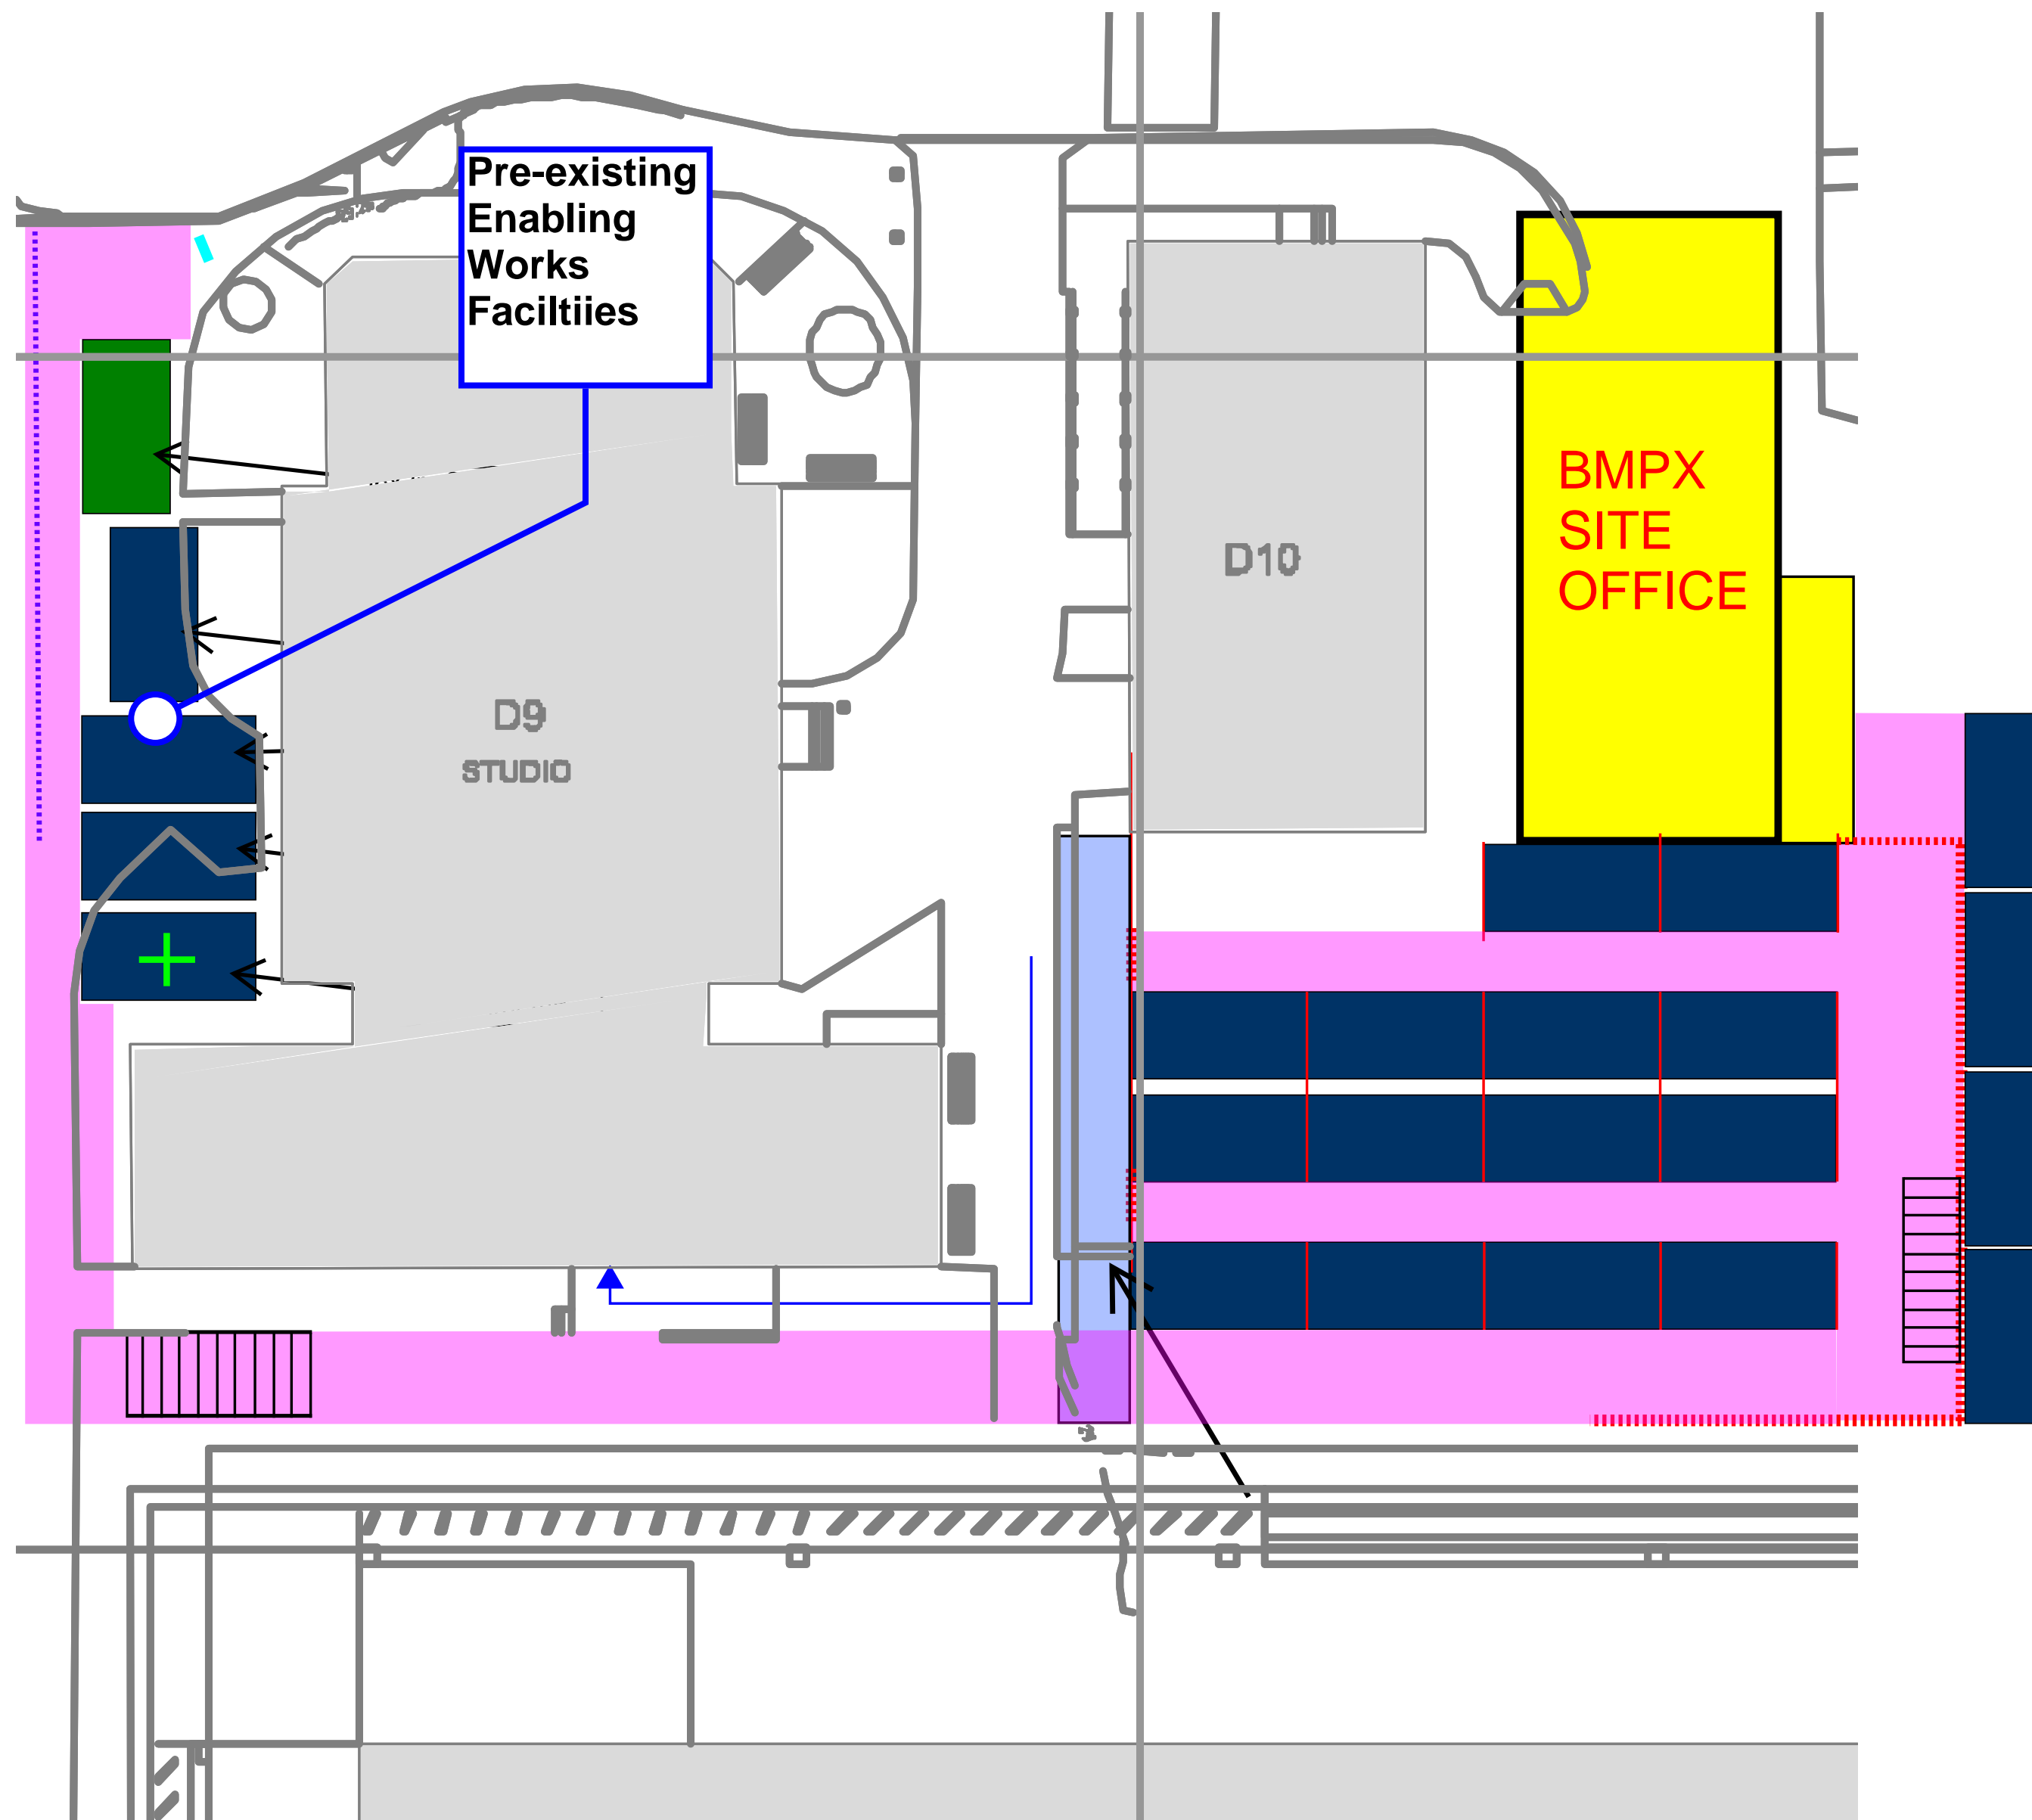 Pre-existing
Enabling
Works
Faciltiies
BMPX
SITE
OFFICE
D10
D9
STUDIO